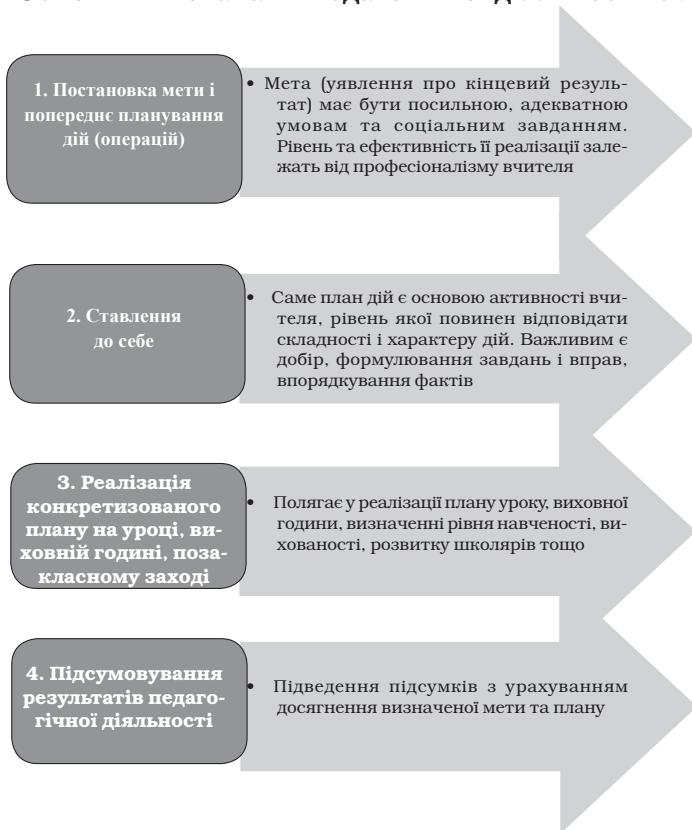 1. Постановка мети і
попереднє планування
дій (операцій)
• Мета (уявлення про кінцевий резуль-
тат) має бути посильною, адекватною
умовам та соціальним завданням.
Рівень та ефективність її реалізації зале-
жать від професіоналізму вчителя
2. Ставлення
до себе
• Саме план дій є основою активності вчи-
теля, рівень якої повинен відповідати
складності і характеру дій. Важливим є
добір, формулювання завдань і вправ,
впорядкування фактів
3. Реалізація
конкретизованого
плану на уроці, ви-
ховній годині, поза-
класному заході
• Полягає у реалізації плану уроку, виховної
години, визначенні рівня навченості, ви-
хованості, розвитку школярів тощо
4. Підсумовування
результатів педаго-
гічної діяльності
• Підведення підсумків з урахуванням
досягнення визначеної мети та плану